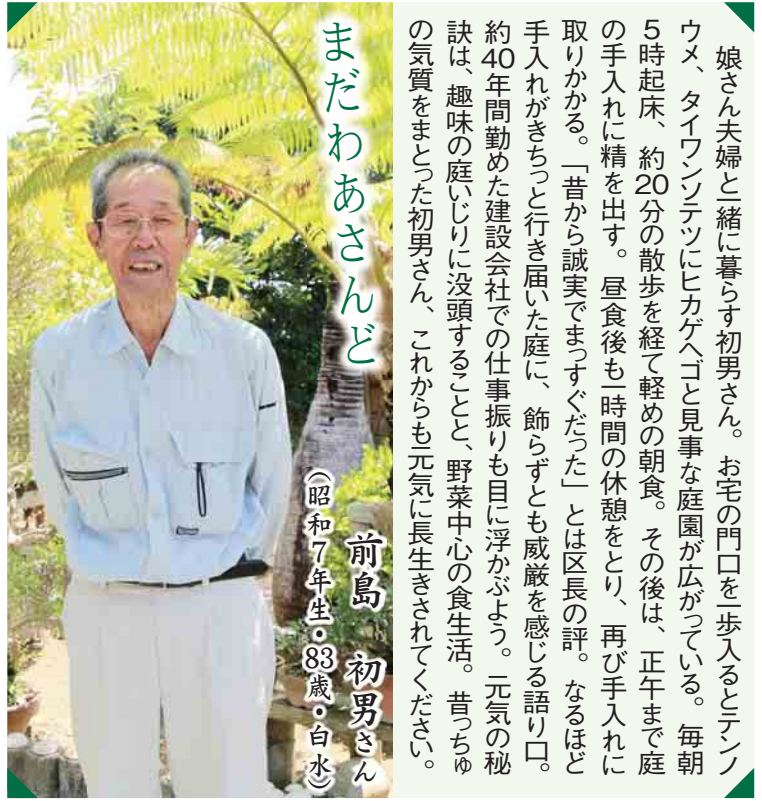 まだわあさんど
前島 初男さん
(昭和7年生・83歳・白水)
娘さん夫婦と一緒に暮らす初男さん。お宅の門口を一歩入るとテンノ
ウメ、タイワンソテツにヒカゲヘゴと見事な庭園が広がっている。毎朝
5時起床、約20分の散歩を経て軽めの朝食。その後は、正午まで庭
の手入れに精を出す。昼食後も一時間の休憩をとり、再び手入れに
取りかかる。「昔から誠実でまっすぐだった」とは区長の評。なるほど
手入れがきちっと行き届いた庭に、飾らずとも威厳を感じる語り口。
約40年間勤めた建設会社での仕事振りも目に浮かぶよう。元気の秘
訣は、趣味の庭いじりに没頭することと、野菜中心の食生活。昔っちゅ
の気質をまとった初男さん、これからも元気に長生きされてください。